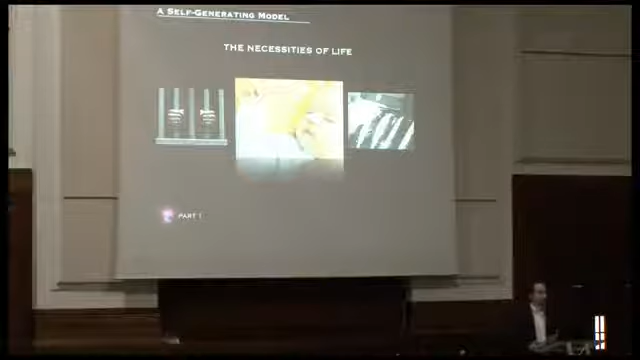 A SELF-GENERATING MODEL
THE NECESSITIES OF LIFE
PART 1